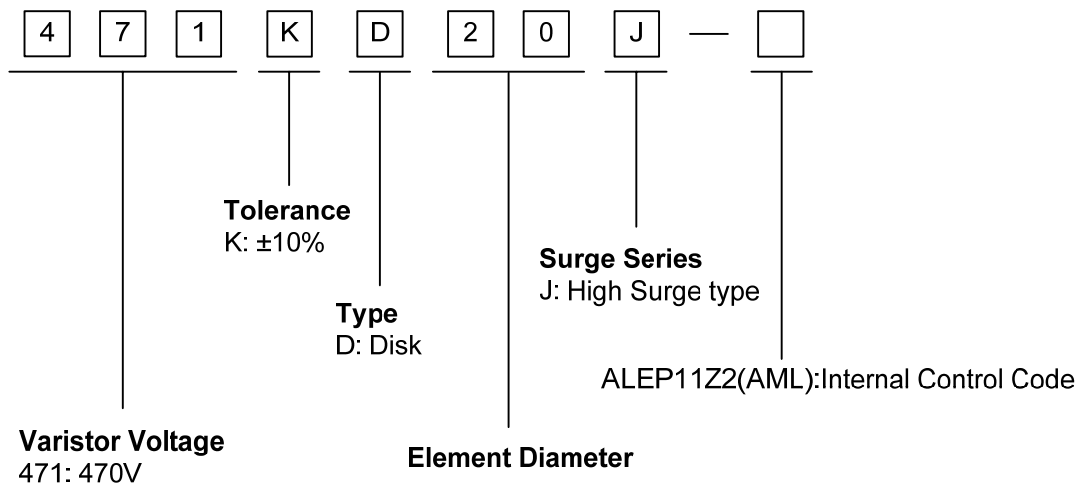 4 7 1 K D 2 0 J —
Tolerance
K: ±10%
Surge Series
J: High Surge type
Type
D: Disk
ALEP11Z2(AML):Internal Control Code
Varistor Voltage
471: 470V
Element Diameter